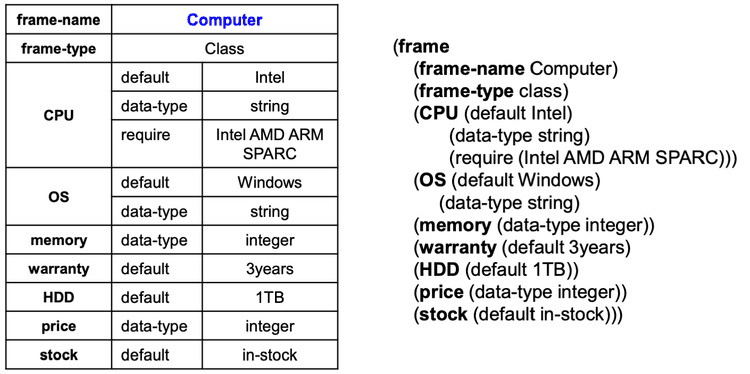 frame-name Computer
frame-type Class
CPU
default Intel
data-type string
require Intel AMD ARM
SPARC
OS
default Windows
data-type string
memory data-type integer
warranty default 3years
HDD default 1TB
price data-type integer
stock default in-stock
(frame
(frame-name Computer)
(frame-type class)
(CPU (default Intel)
(data-type string)
(require (Intel AMD ARM SPARC)))
(OS (default Windows)
(data-type string)
(memory (data-type integer))
(warranty (default 3years)
(HDD (default 1TB))
(price (data-type integer))
(stock (default in-stock)))